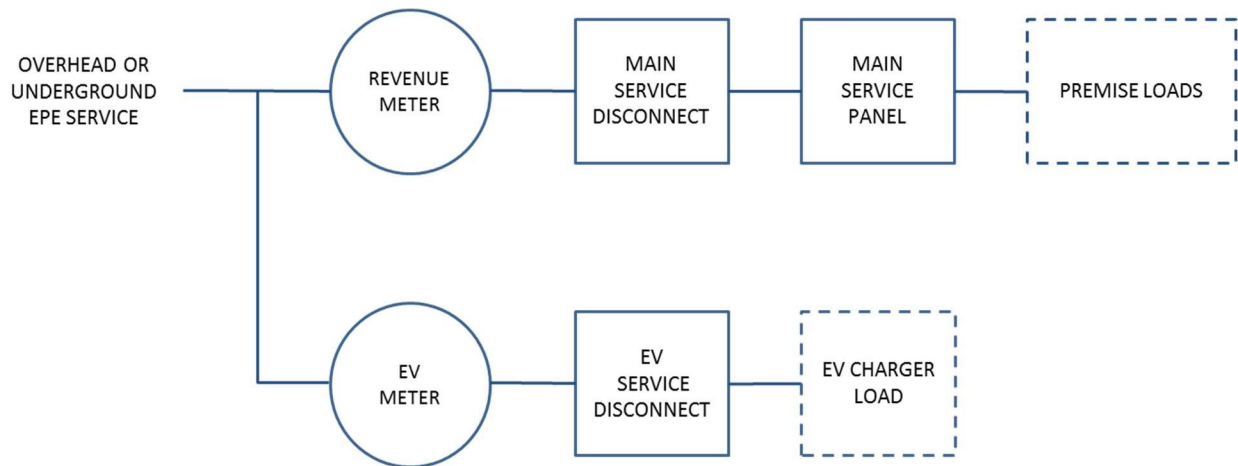 OVERHEAD OR
UNDERGROUND
EPE SERVICE
REVENUE
METER
MAIN
SERVICE
DISCONNECT
MAIN
SERVICE
PANEL
PREMISE LOADS
EV
METER
EV
SERVICE
DISCONNECT
EV CHARGER
LOAD